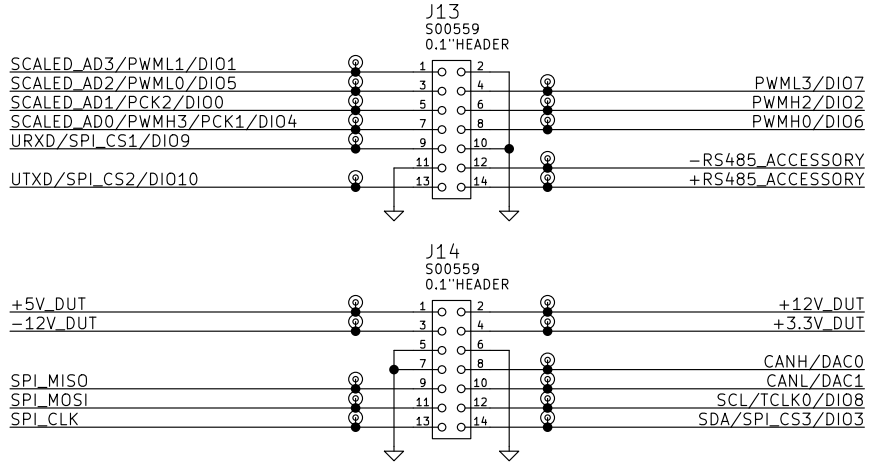 J13
S00559
0.1"HEADER
SCALED_AD3/PWML1/DIO1 1 2
SCALED_AD2/PWML0/DIO5 3 4 PWML3/DIO7
SCALED_AD1/PCK2/DIO0 5 6 PWMH2/DIO2
SCALED_AD0/PWMH3/PCK1/DIO4 7 8 PWMH0/DIO6
URXD/SPI_CS1/DIO9 9 10
11 12 -RS485_ACCESSORY
UTXD/SPI_CS2/DIO10 13 14 +RS485_ACCESSORY
J14
S00559
0.1"HEADER
+5V_DUT 1 2 +12V_DUT
-12V_DUT 3 4 +3.3V_DUT
5 6
7 8 CANH/DAC0
SPI_MISO 9 10 CANL/DAC1
SPI_MOSI 11 12 SCL/TCLK0/DIO8
SPI_CLK 13 14 SDA/SPI_CS3/DIO3